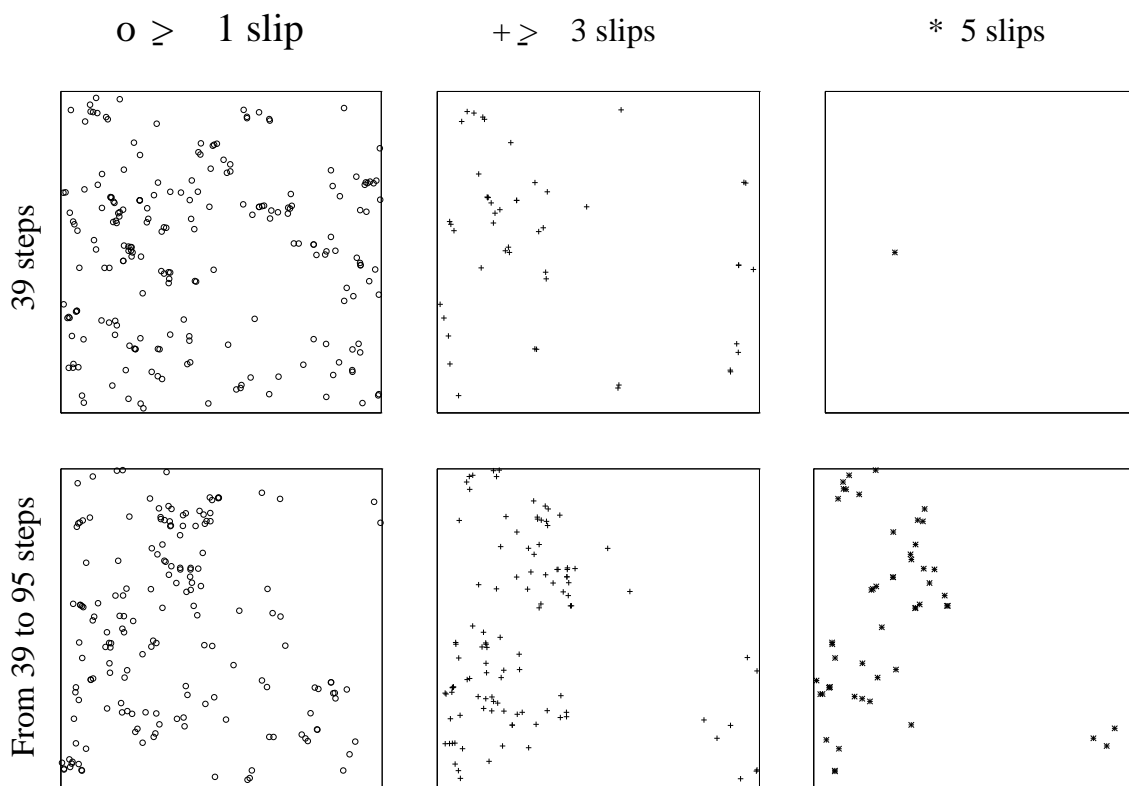 o ≥ 1 slip
+ ≥ 3 slips
* 5 slips
39 steps
From 39 to 95 steps